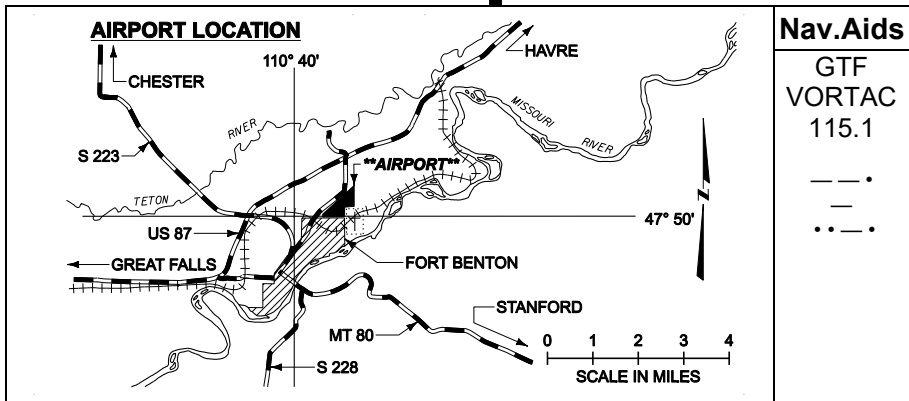 AIRPORT LOCATION
110° 40'
HAVRE
CHESTER
MISSOURI
RIVER
RIVER
S 223
**AIRPORT**
TETON
47° 50'
US 87
GREAT FALLS
FORT BENTON
STANFORD
MT 80
S 228
N
0 1 2 3 4
SCALE IN MILES
Nav.Aids
GTF
VORTAC
115.1
— — •
—
• • — •